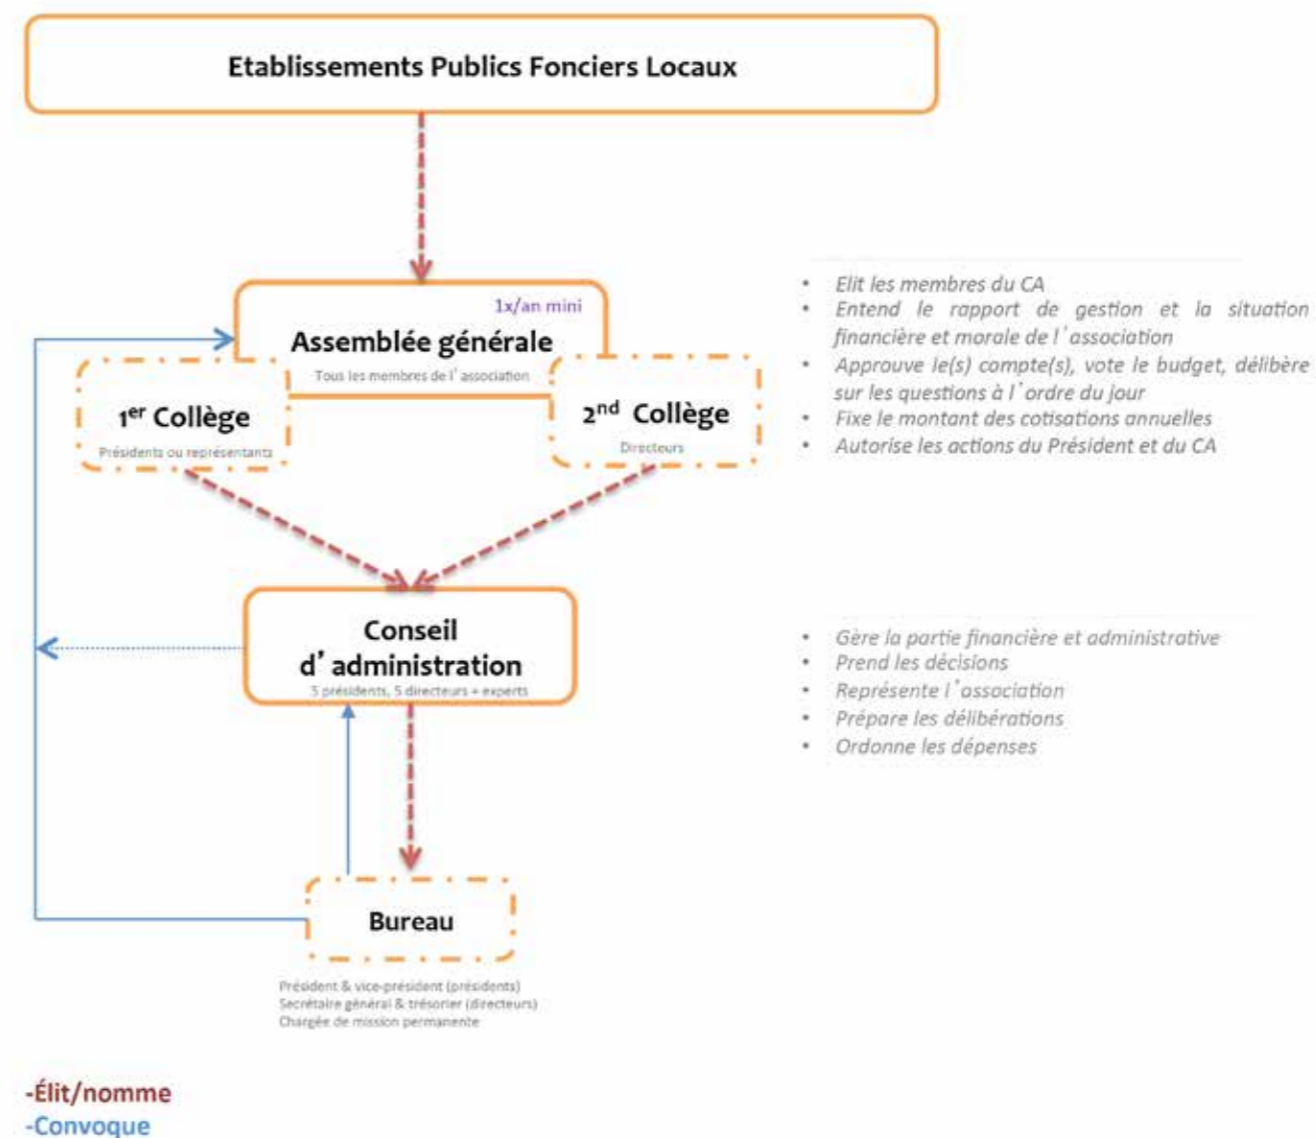 Etablissements Publics Fonciers Locaux
1x/an mini
Assemblée générale
Tous les membres de l'association
1er Collège
Présidents ou représentants
2nd Collège
Directeurs
• Elit les membres du CA
• Entend le rapport de gestion et la situation
financière et morale de l'association
• Approuve le(s) compte(s), vote le budget, délibère
sur les questions à l'ordre du jour
• Fixe le montant des cotisations annuelles
• Autorise les actions du Président et du CA
Conseil
d'administration
présidents, 5 directeurs + experts
• Gère la partie financière et administrative
• Prend les décisions
• Représente l'association
• Prépare les délibérations
• Ordonne les dépenses
Bureau
Président & vice-président (présidents)
Secrétaire général & trésorier (directeurs)
Chargée de mission permanente
-Élit/nomme
-Convoque